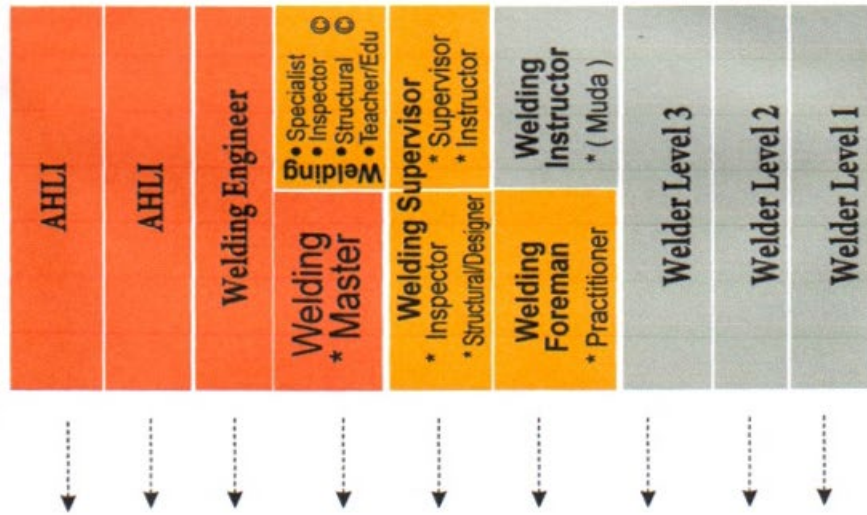 AHLI
AHLI
Welding Engineer
Welding
* Master
• Specialist
• Inspector ©
• Structural ©
Welding • Teacher/Edu
Welding Supervisor
* Inspector
* Structural/Designer
* Supervisor
* Instructor
Welding
Foreman
* Practitioner
Welding
Instructor
* ( Muda )
Welder Level 3
Welder Level 2
Welder Level 1